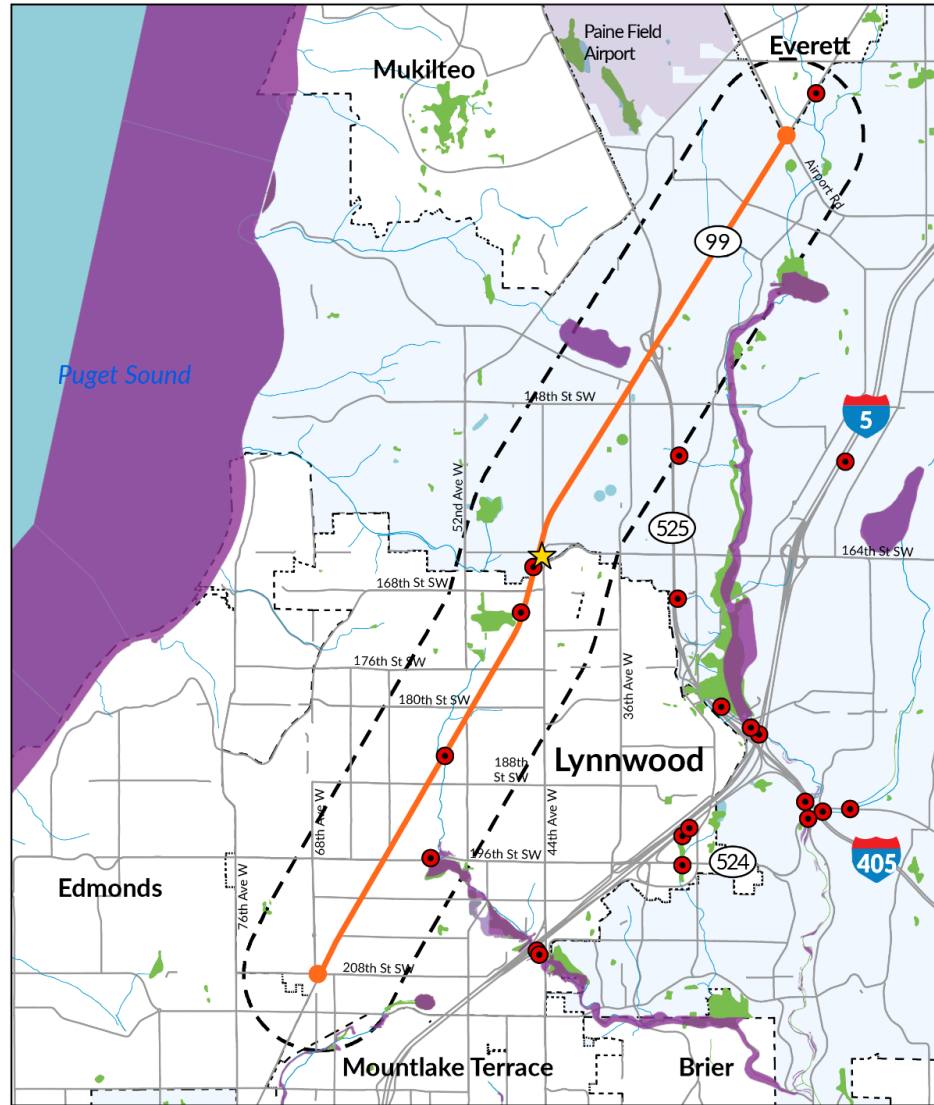 Paine Field
Airport
Everett
Mukilteo
Airport Rd
99
Puget Sound
148th St SW
5
52nd Ave W
525
164th St SW
168th St SW
176th St SW
36th Ave W
180th St SW
188th
St SW
Lynnwood
68th Ave W
44th Ave W
196th St SW
524
405
Edmonds
76th Ave W
208th St SW
Mountlake Terrace
Brier